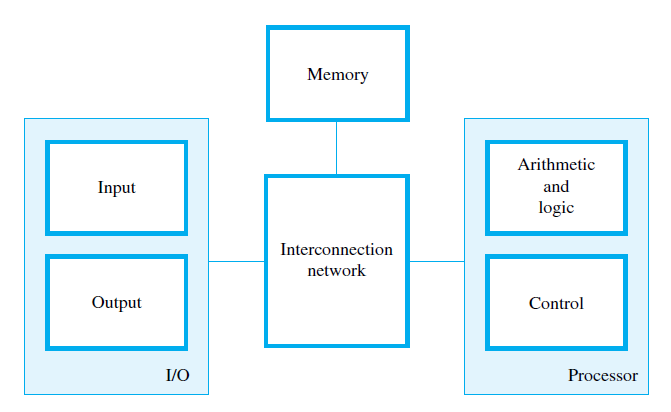 Memory
Input
Output
I/O
Interconnection
network
Arithmetic
and
logic
Control
Processor